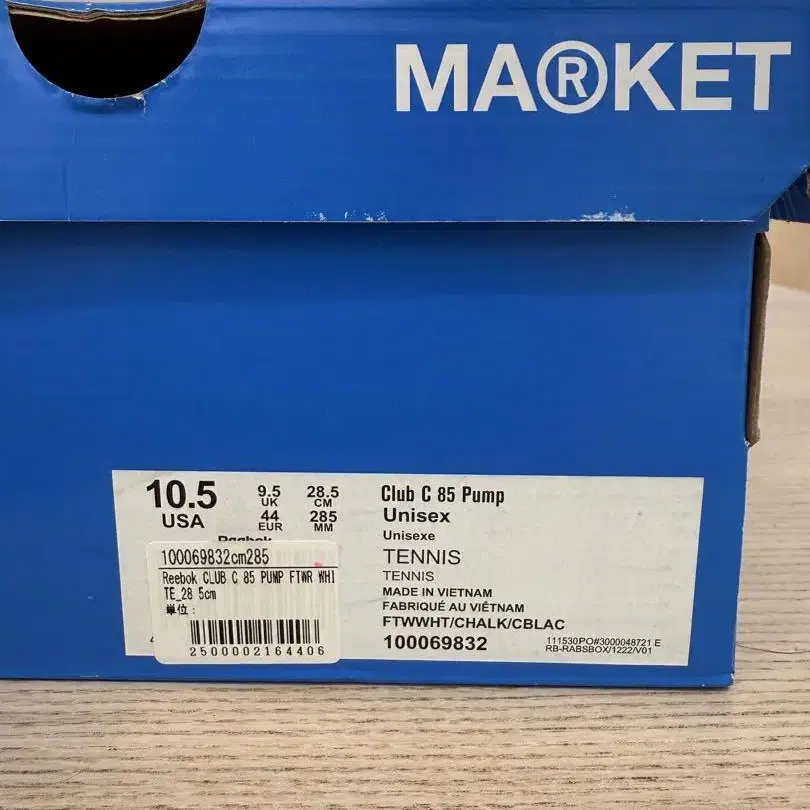 MA®KET
10.5
USA
9.5
UK
28.5
CM
44
EUR
285
MM
Club C 85 Pump
Unisex
Unisexe
TENNIS
TENNIS
MADE IN VIETNAM
FABRIQUÉ AU VIÊTNAM
FTWWHT/CHALK/CBLAC
100069832
111530PO#3000048721 E
RB-RABSBOX/1222/V01
Reebok
100069832cm285
Reebok CLUB C 85 PUMP FTWR WHI
TE_28 5cm
単位:
2500002164406